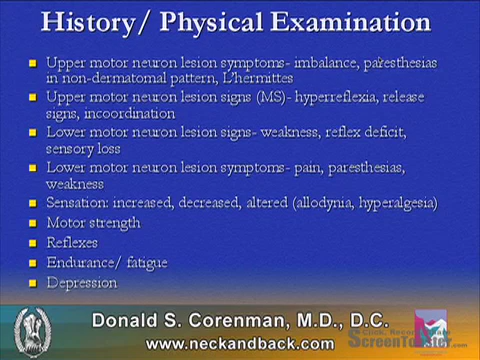 History/ Physical Examination
Upper motor neuron lesion symptoms- imbalance, paresthesias
in non-dermatomal pattern, L'hermittes
Upper motor neuron lesion signs (MS)- hyperreflexia, release
signs, incoordination
Lower motor neuron lesion signs- weakness, reflex deficit,
sensory loss
Lower motor neuron lesion symptoms- pain, paresthesias,
weakness
Sensation: increased, decreased, altered (allodynia, hyperalgesia)
Motor strength
Reflexes
Endurance/ fatigue
Depression
Donald S. Corenman, M.D., D.C.
www.neckandback.com